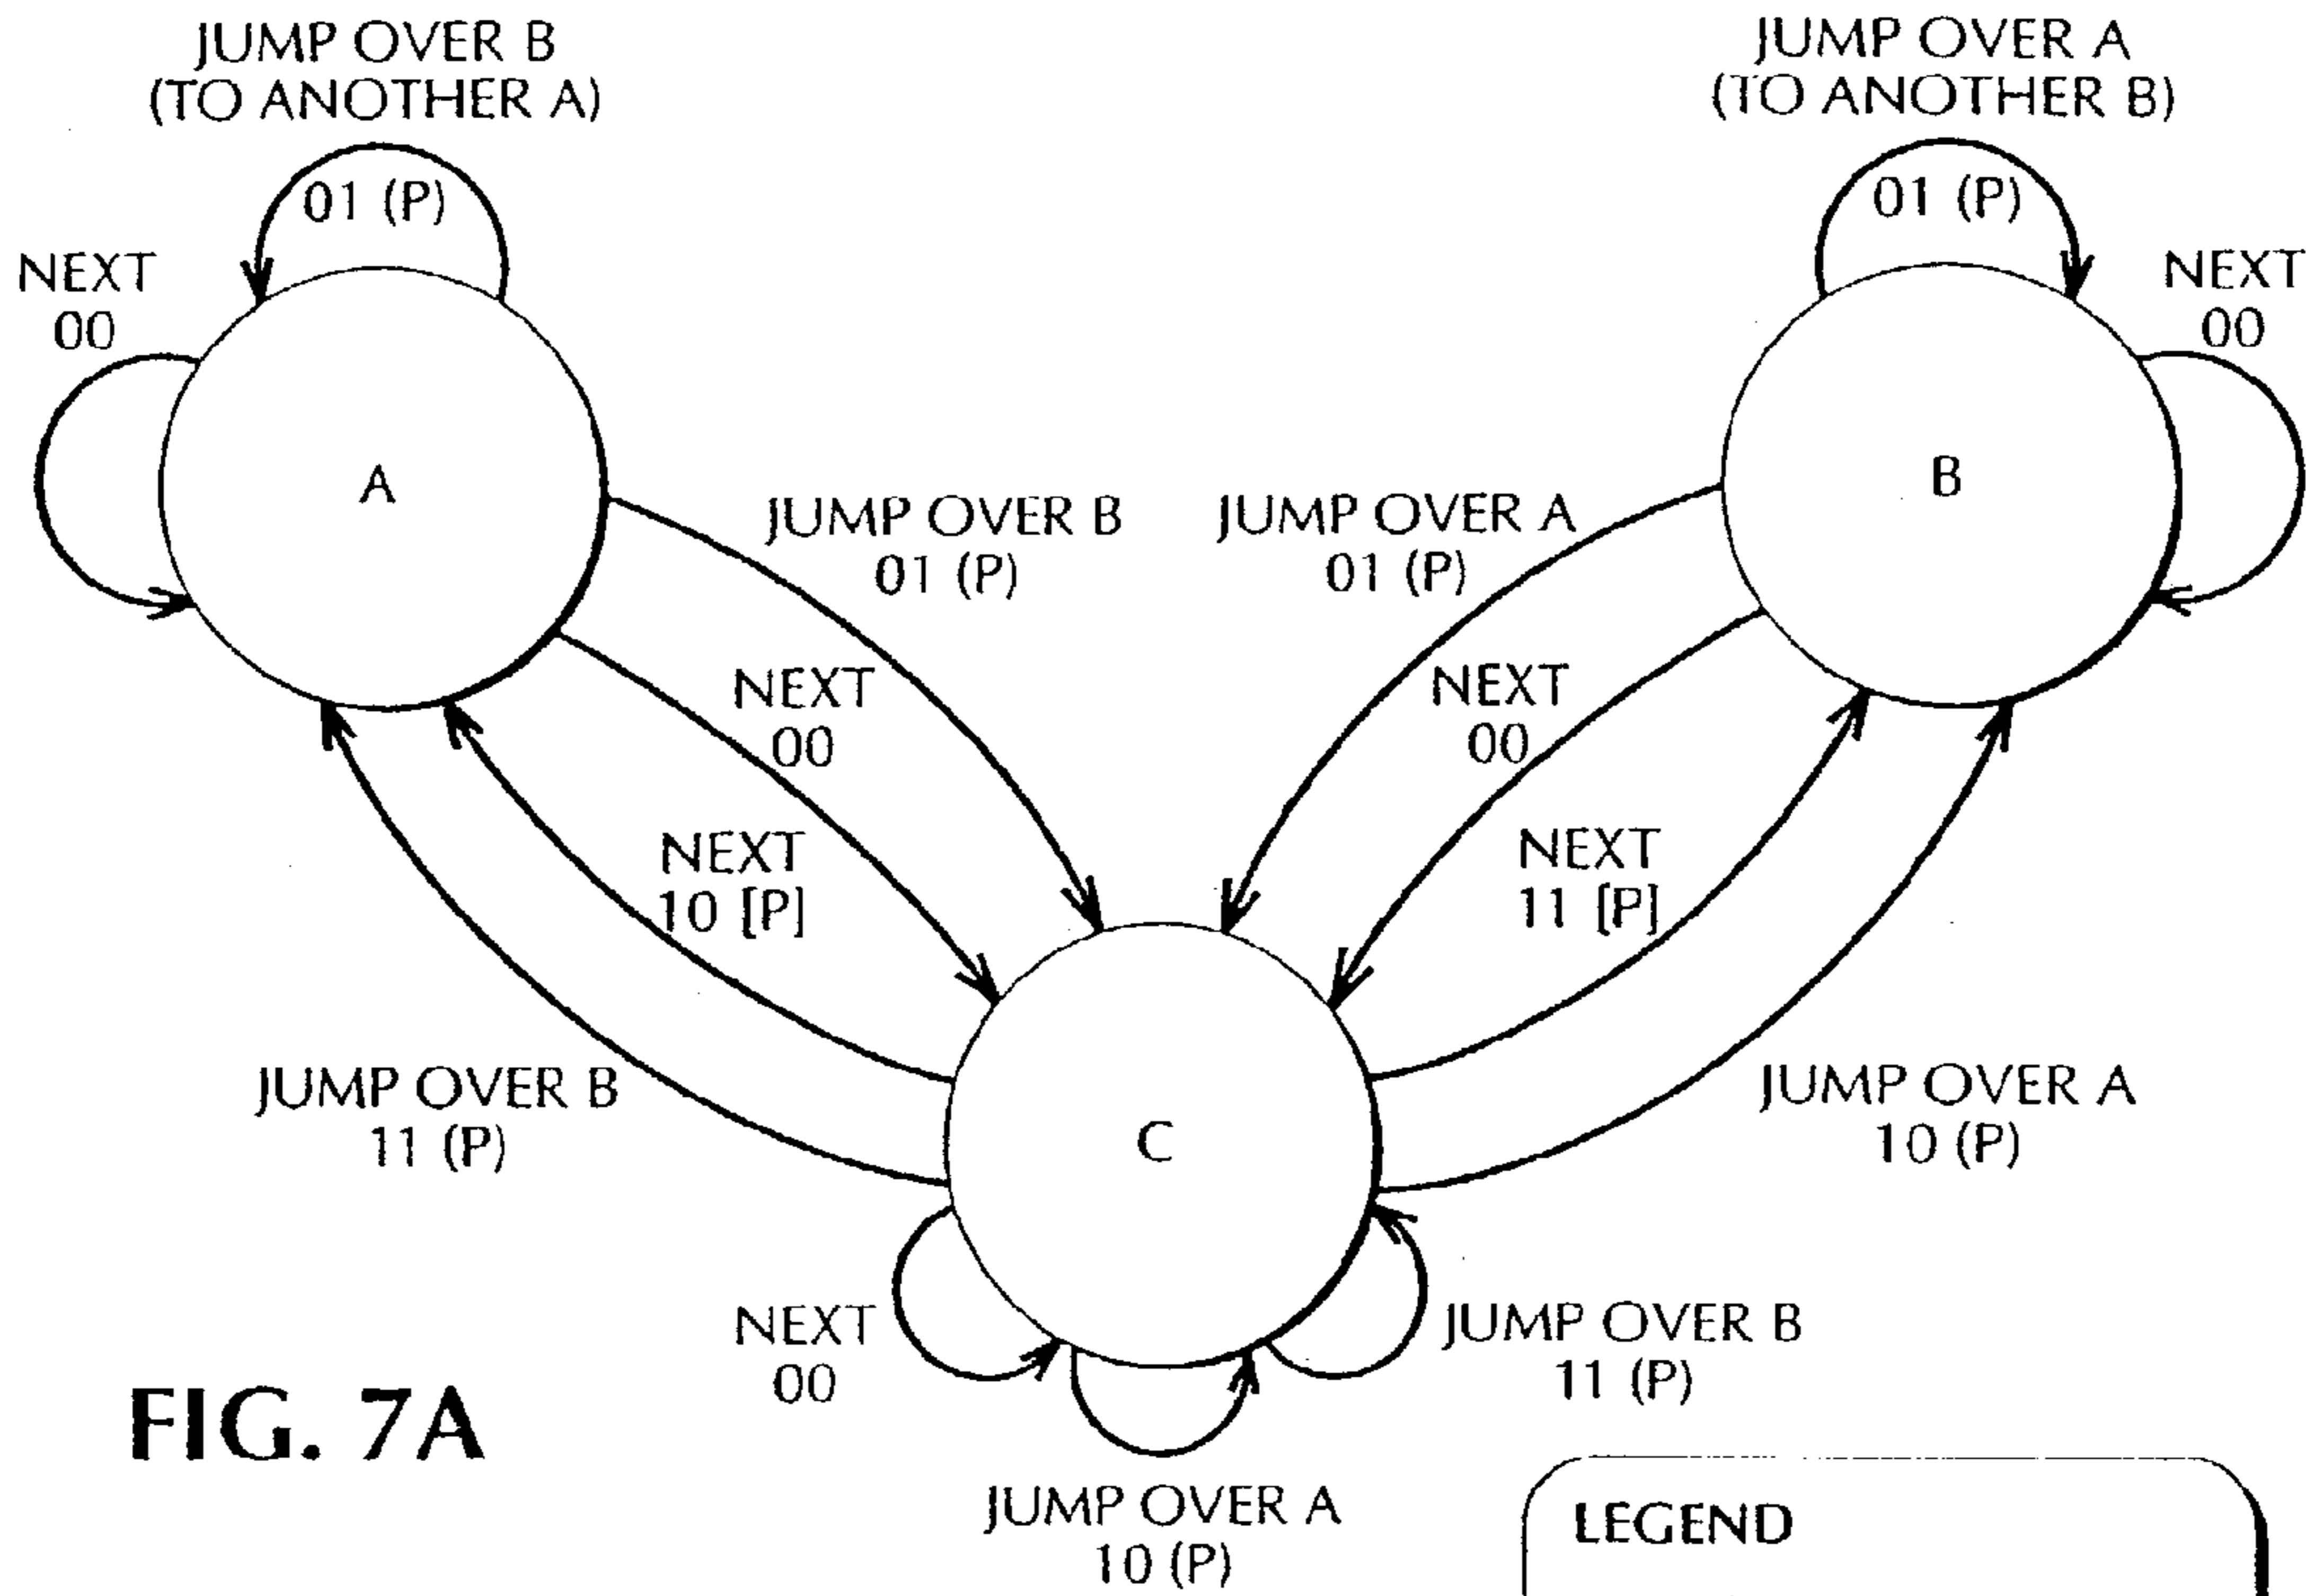 JUMP OVER B
(TO ANOTHER A)
01 (P)
NEXT
00
A
JUMP OVER A
(TO ANOTHER B)
01 (P)
NEXT
00
B
JUMP OVER B
01 (P)
JUMP OVER A
01 (P)
NEXT
00
NEXT
00
NEXT
10 [P]
NEXT
11 [P]
JUMP OVER B
11 (P)
JUMP OVER A
10 (P)
C
NEXT
00
JUMP OVER B
11 (P)
JUMP OVER A
10 (P)
FIG. 7A
LEGEND